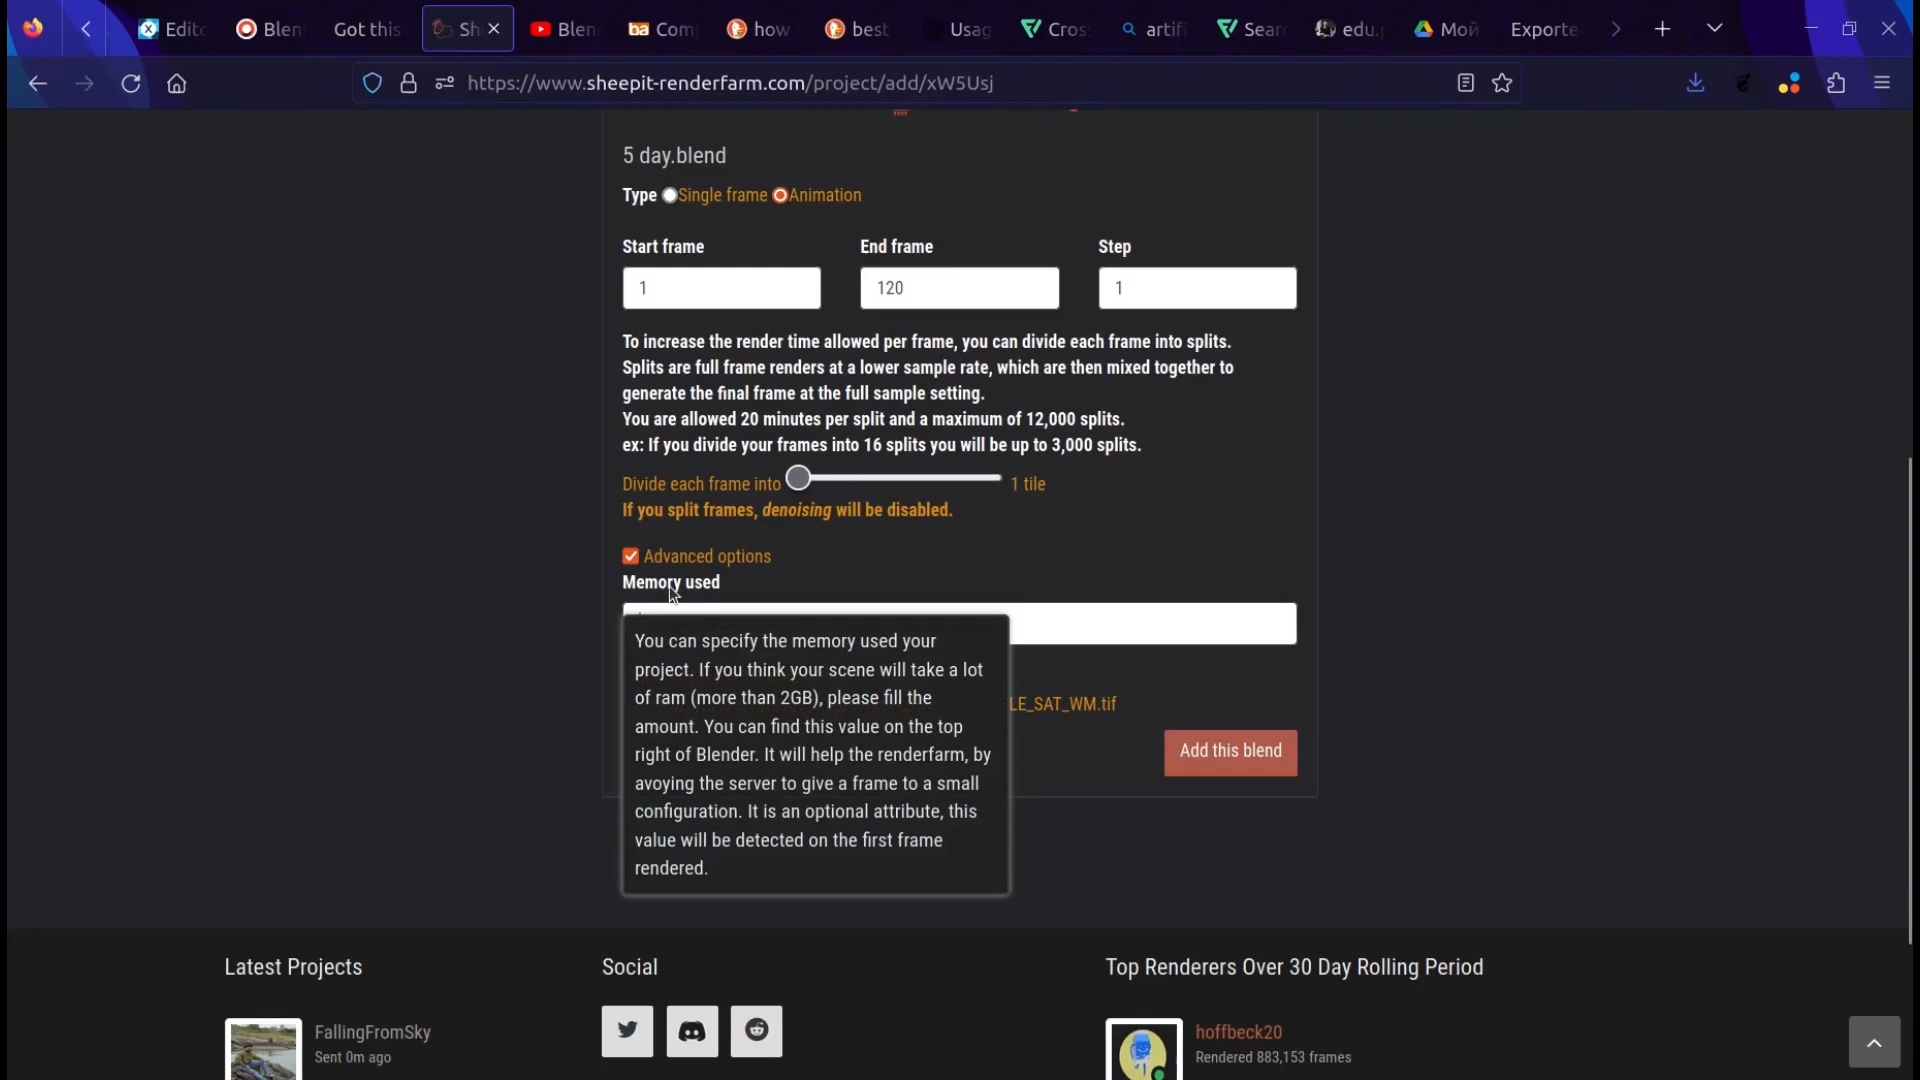 Edito
Blen
Got this
Sh
Blen
Com
how
best
Usag
Cros
artifi
Sear
edu.
Мой
Exporte
https://www.sheepit-renderfarm.com/project/add/xW5Usj
5 day.blend
Type Single frame Animation
Start frame End frame Step
1 120 1
To increase the render time allowed per frame, you can divide each frame into splits.
Splits are full frame renders at a lower sample rate, which are then mixed together to
generate the final frame at the full sample setting.
You are allowed 20 minutes per split and a maximum of 12,000 splits.
ex: If you divide your frames into 16 splits you will be up to 3,000 splits.
Divide each frame into 1 tile
If you split frames, denoising will be disabled.
Advanced options
Memory used
You can specify the memory used your
project. If you think your scene will take a lot
of ram (more than 2GB), please fill the
amount. You can find this value on the top
right of Blender. It will help the renderfarm, by
avoying the server to give a frame to a small
configuration. It is an optional attribute, this
value will be detected on the first frame
rendered.
LE_SAT_WM.tif
Add this blend
Latest Projects
FallingFromSky
Sent 0m ago
Social
Top Renderers Over 30 Day Rolling Period
hoffbeck20
Rendered 883,153 frames